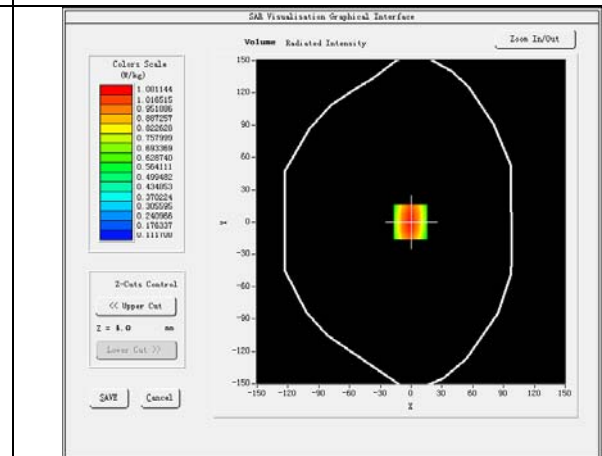 SAR Visualisation Graphical Interface
Volume Radiated Intensity
Zoom In/Out
Colors Scale
(W/kg)
1.081144
1.016515
0.951886
0.887257
0.822628
0.757999
0.693369
0.628740
0.564111
0.499482
0.434853
0.370224
0.305595
0.240966
0.176337
0.111708
150
120
90
60
30
0
-30
-60
-90
-120
-150
Y
-150 -120 -90 -60 -30 0 30 60 90 120 150
X
Z-Cuts Control
<< Upper Cut
Z = 4.0 mm
Lower Cut >>
SAVE Cancel